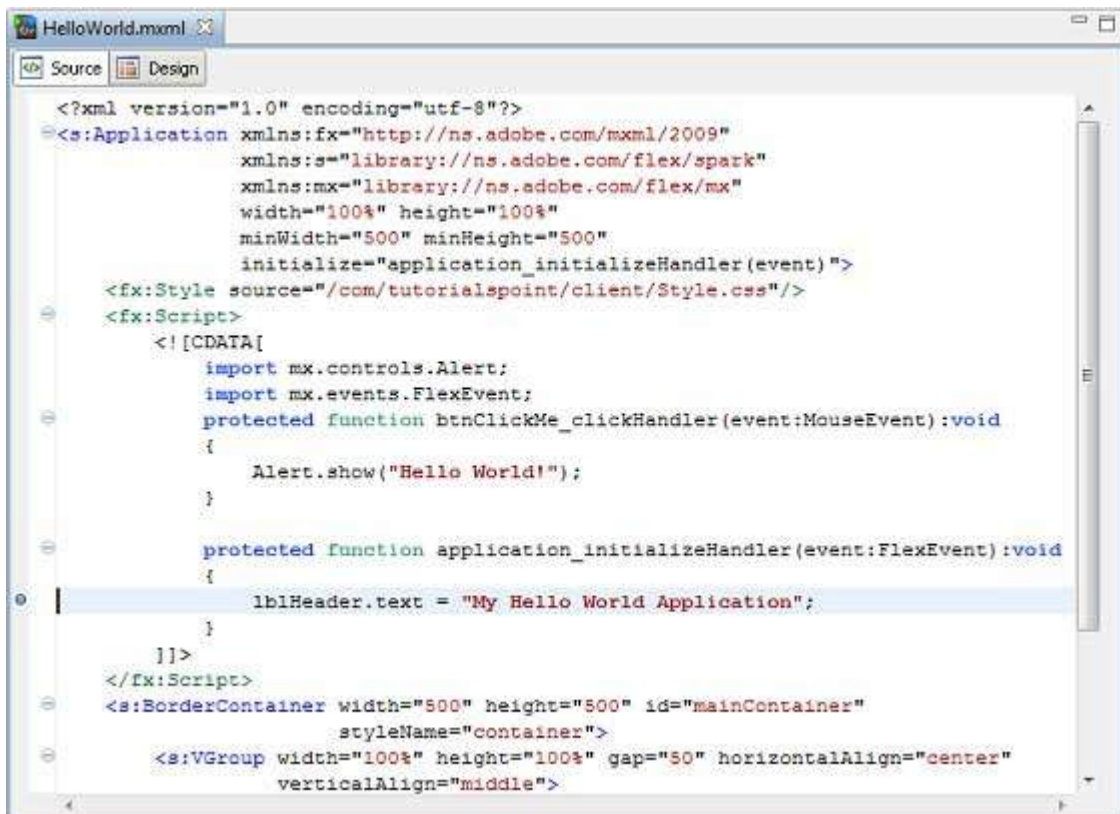 HelloWorld.mxml
Source Design
<?xml version="1.0" encoding="utf-8"?>
<s:Application xmlns:fx="http://ns.adobe.com/mxml/2009"
xmlns:s="library://ns.adobe.com/flex/spark"
xmlns:mx="library://ns.adobe.com/flex/mx"
width="100%" height="100%"
minWidth="500" minHeight="500"
initialize="application_initializeHandler(event)">
<fx:Style source="/com/tutorialspoint/client/Style.css"/>
<fx:Script>
<![CDATA[
import mx.controls.Alert;
import mx.events.FlexEvent;
protected function btnClickMe_clickHandler(event:MouseEvent):void
{
Alert.show("Hello World!");
}
protected function application_initializeHandler(event:FlexEvent):void
{
lblHeader.text = "My Hello World Application";
}
]]>
</fx:Script>
<s:BorderContainer width="500" height="500" id="mainContainer"
styleName="container">
<s:VGroup width="100%" height="100%" gap="50" horizontalAlign="center"
verticalAlign="middle">